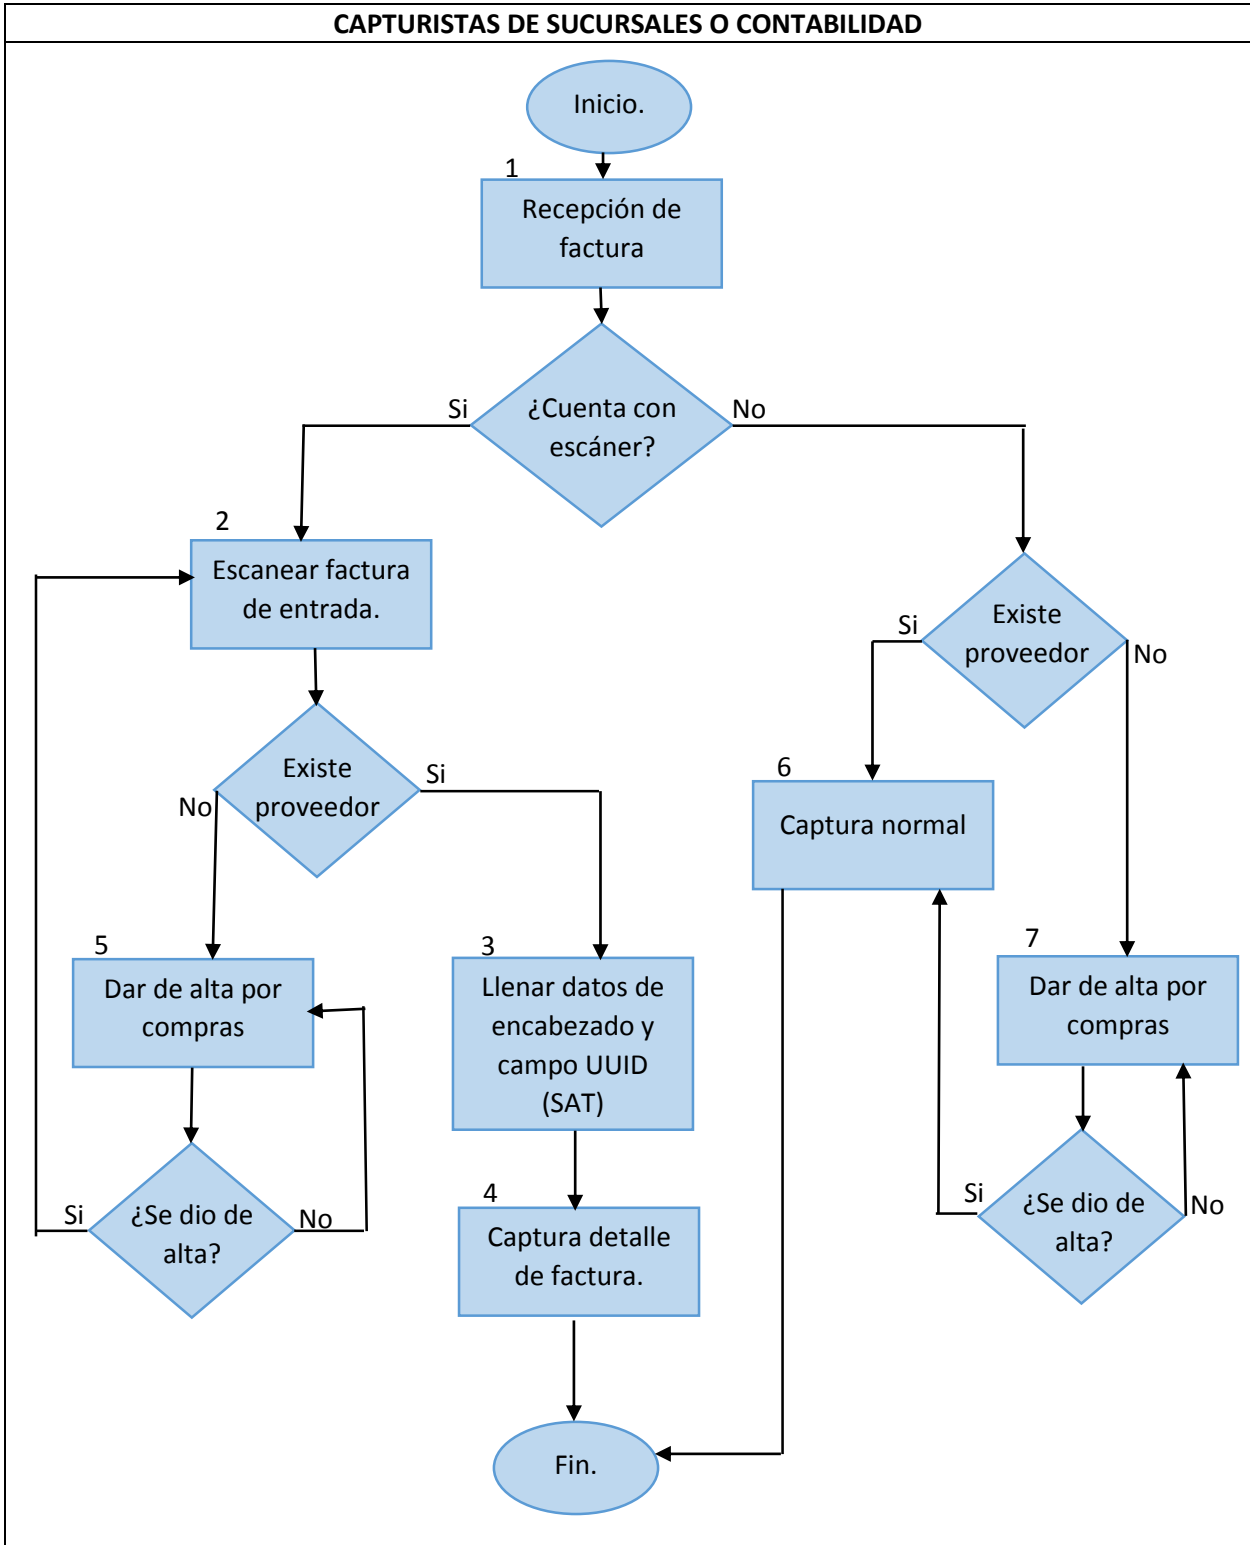 CAPTURISTAS DE SUCURSALES O CONTABILIDAD
Inicio.
1
Recepción de
factura
¿Cuenta con
escáner?
Si
No
2
Escanear factura
de entrada.
Existe
proveedor
Si
No
Existe
proveedor
No
Si
6
Captura normal
5
Dar de alta por
compras
3
Llenar datos de
encabezado y
campo UUID
(SAT)
7
Dar de alta por
compras
¿Se dio de
alta?
Si
No
4
Captura detalle
de factura.
¿Se dio de
alta?
Si
No
Fin.